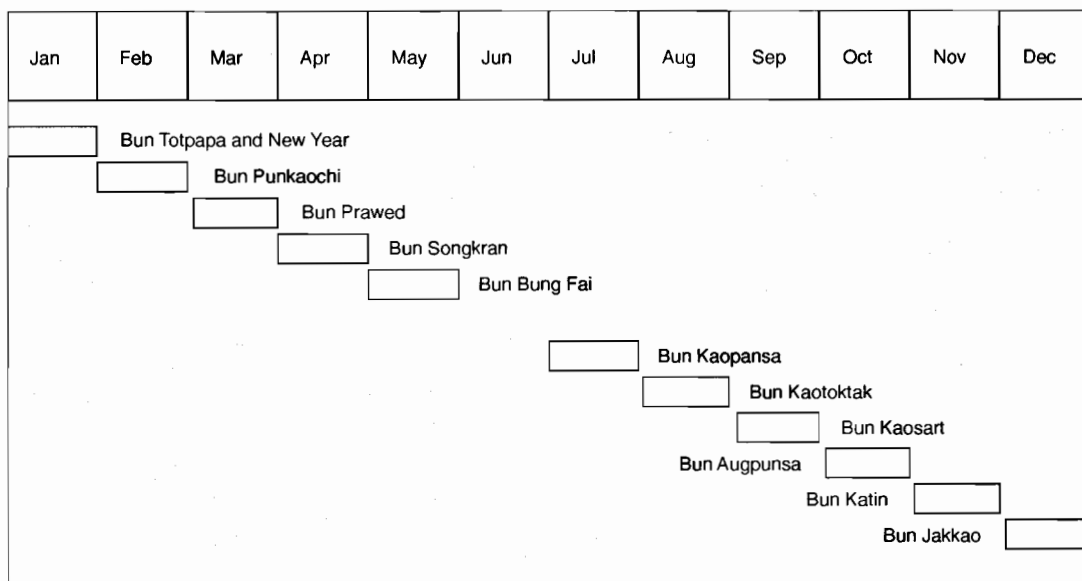 Jan Feb Mar Apr May Jun Jul Aug Sep Oct Nov Dec
Bun Totpapa and New Year
Bun Punkaochi
Bun Prawed
Bun Songkran
Bun Bung Fai
Bun Kaopansa
Bun Kaotoktak
Bun Kaosart
Bun Augpunsa
Bun Katin
Bun Jakkao